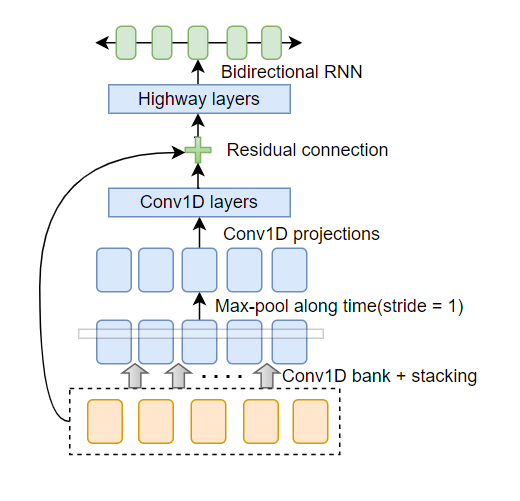 Bidirectional RNN
Highway layers
Residual connection
Conv1D layers
Conv1D projections
Max-pool along time(stride = 1)
Conv1D bank + stacking